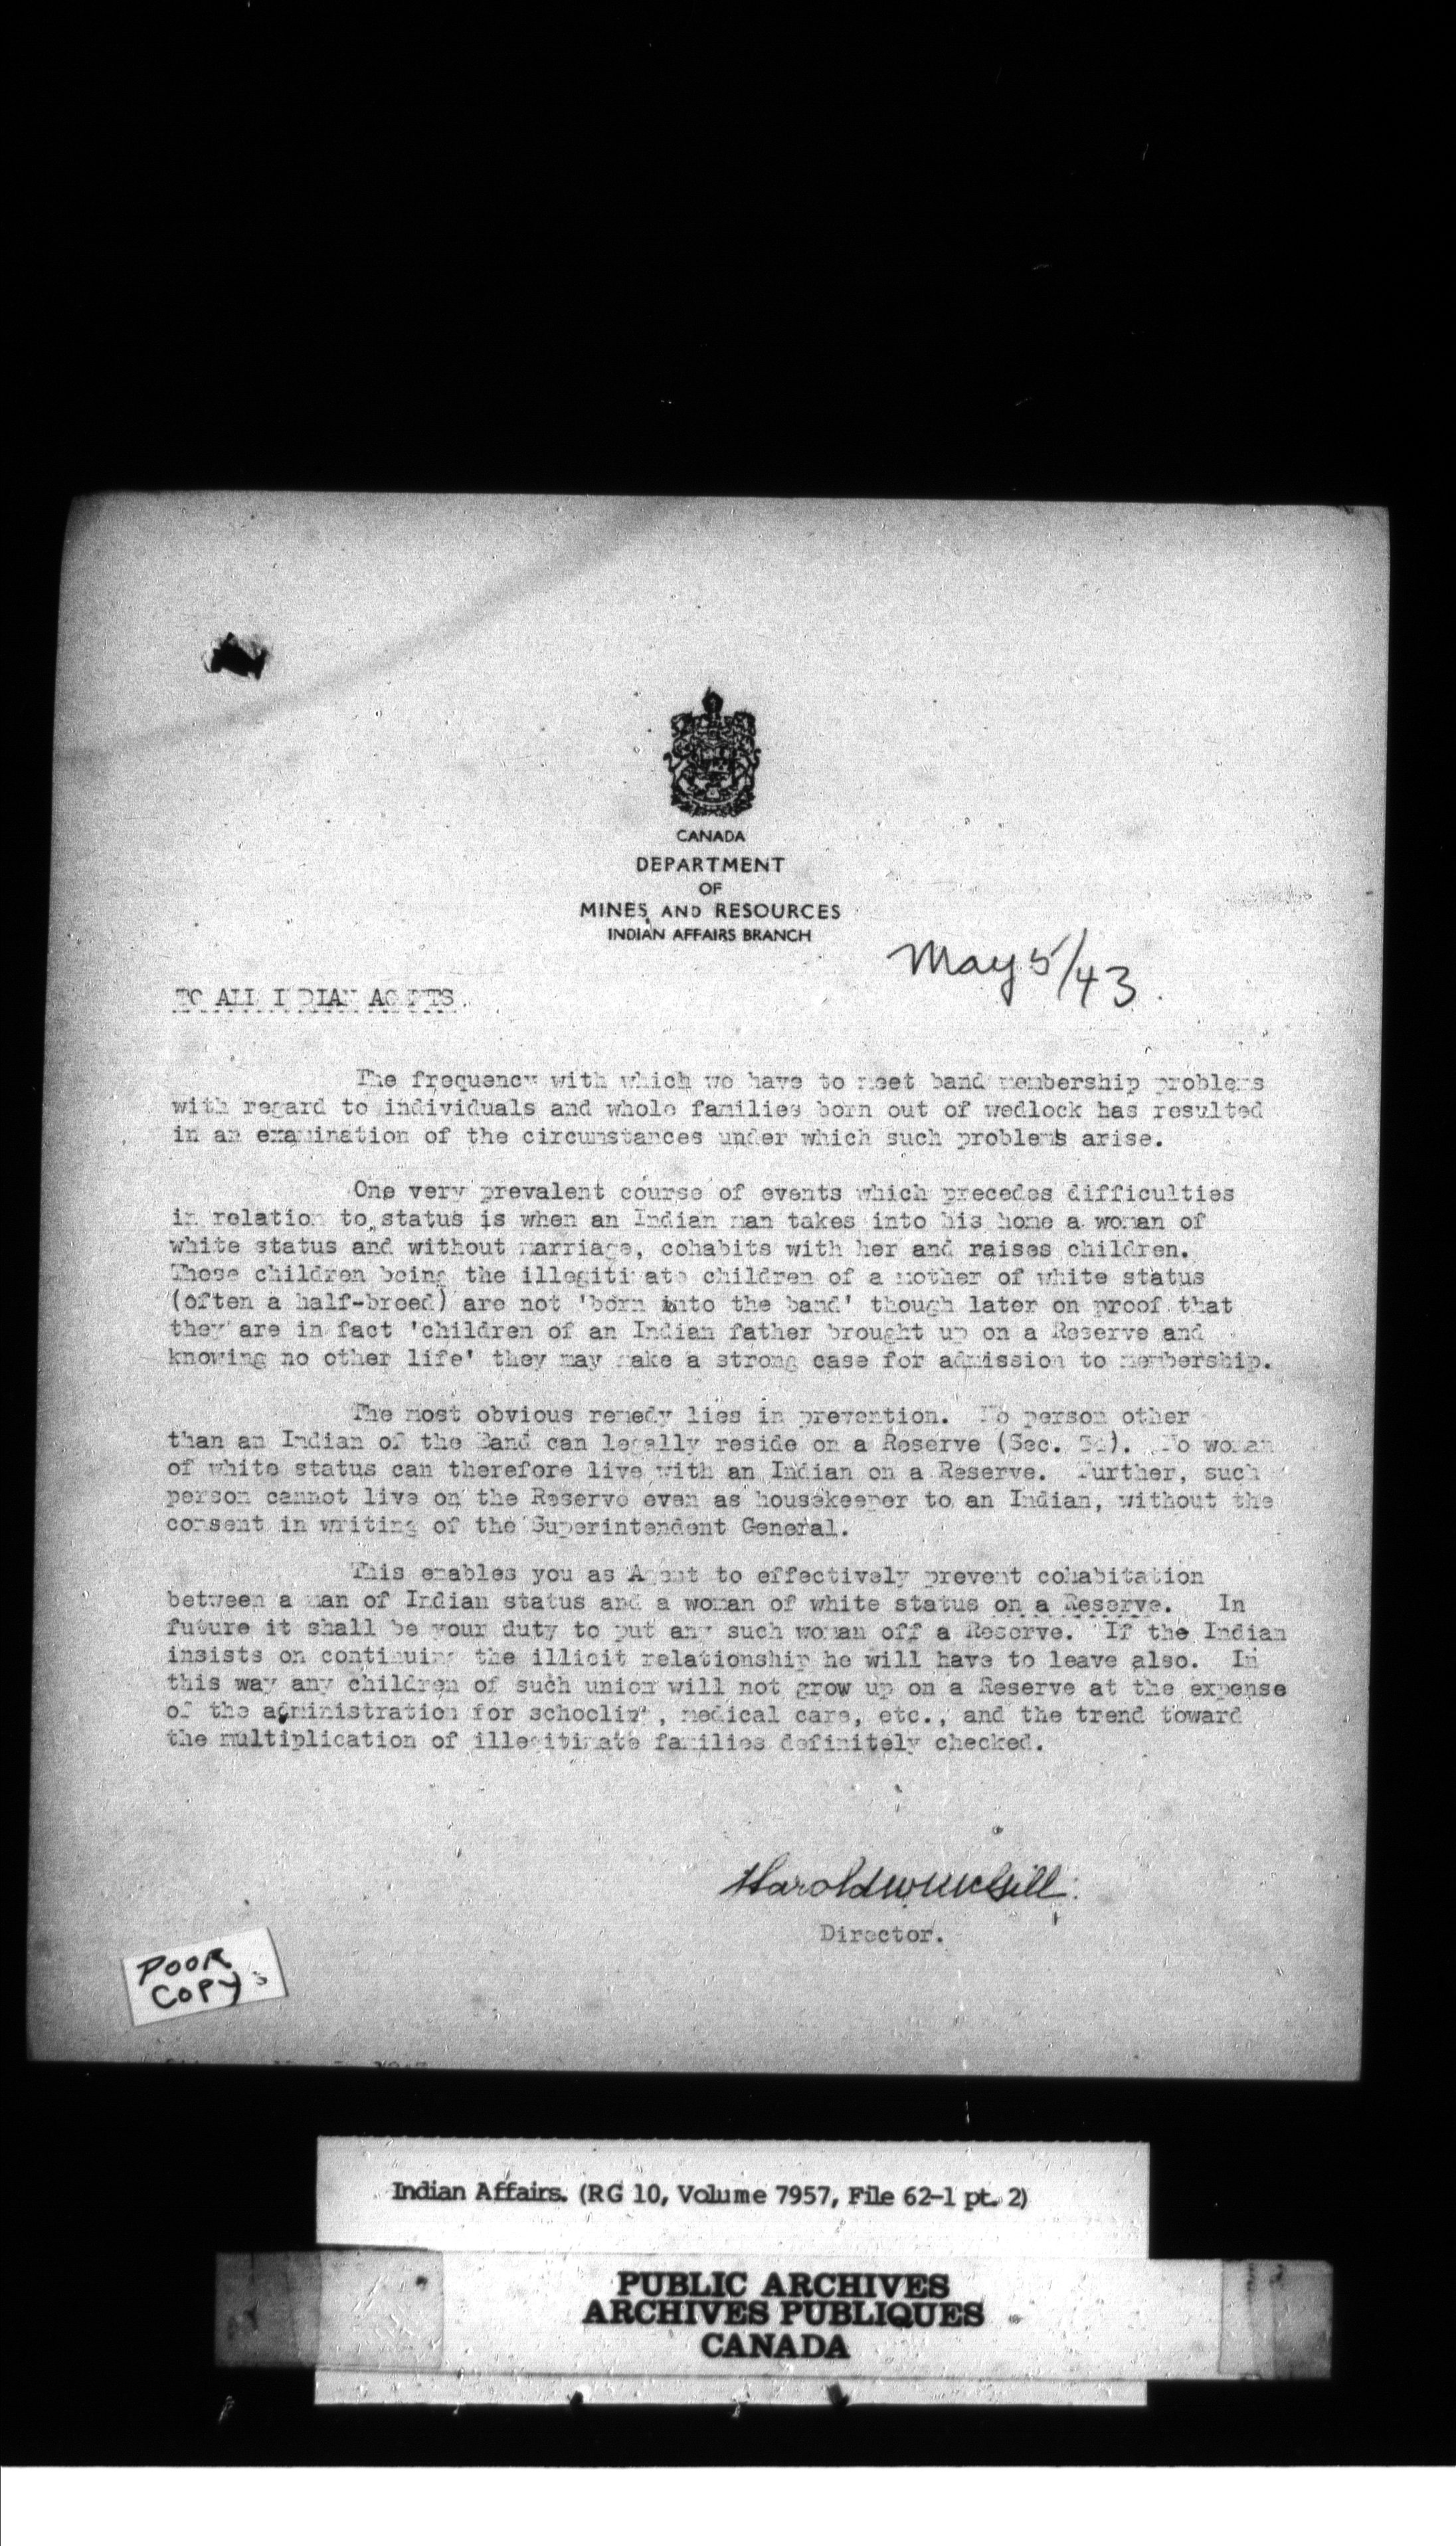 CANADA
DEPARTMENT
OF
MINES AND RESOURCES
INDIAN AFFAIRS BRANCH
May 5/43.
TO ALL INDIAN AGENTS.
The frequency with which we have to meet band membership problems
with regard to individuals and whole families born out of wedlock has resulted
in an examination of the circumstances under which such problems arise.
One very prevalent course of events which precedes difficulties
in relation to status is when an Indian man takes into his home a woman of
white status and without marriage, cohabits with her and raises children.
These children being the illegitimate children of a mother of white status
(often a half-breed) are not 'born into the band' though later on proof that
they are in fact 'children of an Indian father brought up on a Reserve and
knowing no other life' they may make a strong case for admission to membership.
The most obvious remedy lies in prevention. No person other
than an Indian of the Band can legally reside on a Reserve (Sec. ). No woman
of white status can therefore live with an Indian on a Reserve. Further, such
person cannot live on the Reserve even as housekeeper to an Indian, without the
consent in writing of the Superintendent General.
This enables you as Agent to effectively prevent cohabitation
between a man of Indian status and a woman of white status on a Reserve. In
future it shall be your duty to put any such woman off a Reserve. If the Indian
insists on continuing the illicit relationship he will have to leave also. In
this way any children of such union will not grow up on a Reserve at the expense
of the administration for schooling, medical care, etc., and the trend toward
the multiplication of illegitimate families definitely checked.
Harold W McGill.
Director.
POOR
COPY
Indian Affairs. (RG 10, Volume 7957, File 62-1 pt. 2)
PUBLIC ARCHIVES
ARCHIVES PUBLIQUES
CANADA